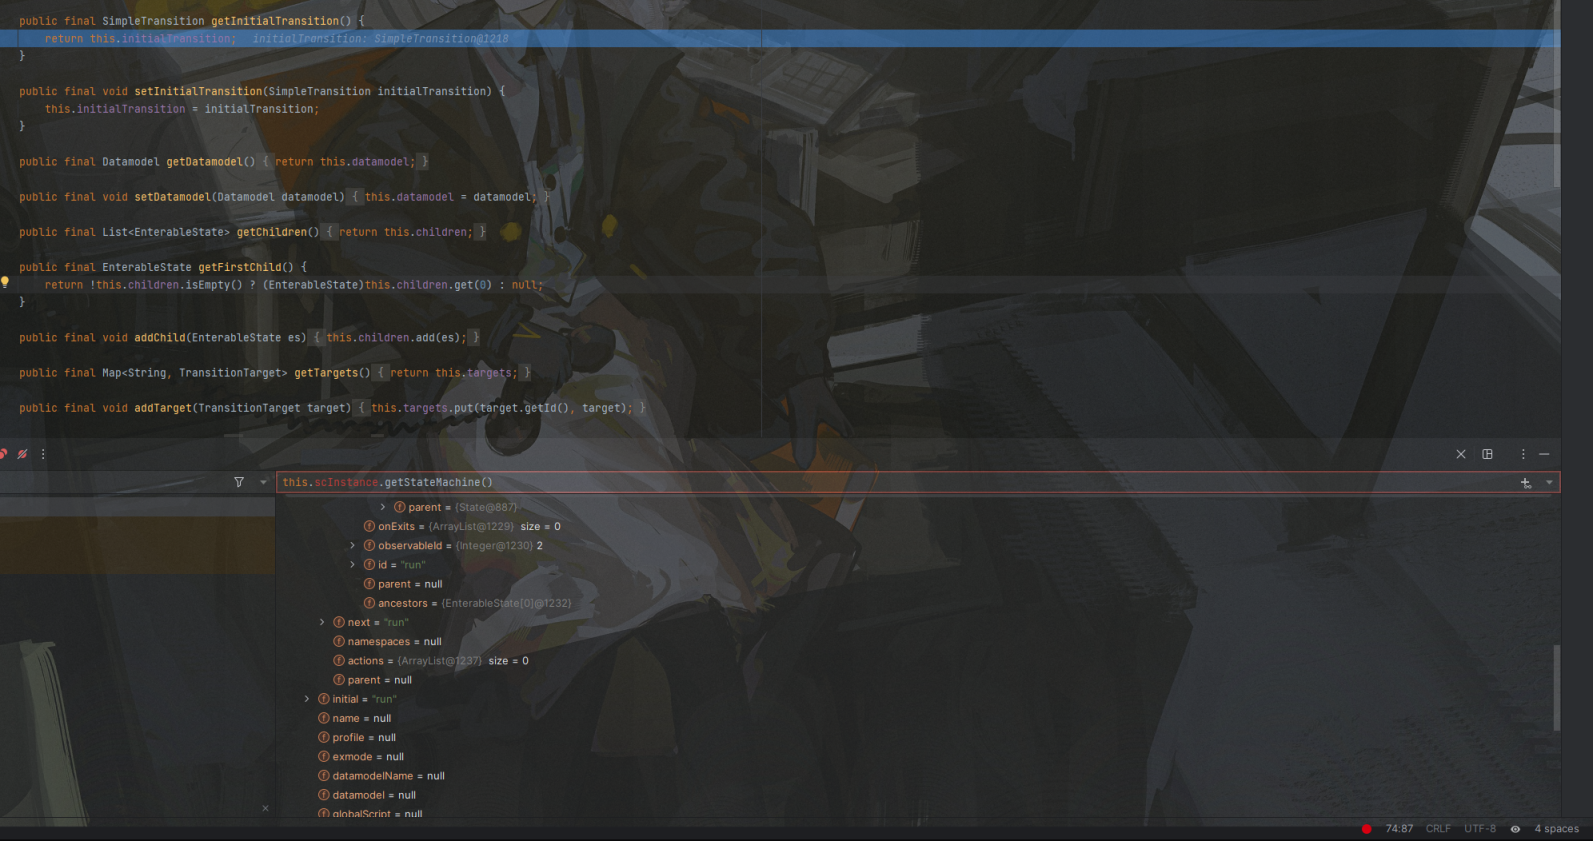 public final SimpleTransition getInitialTransition() {
return this.initialTransition; initialTransition: SimpleTransition@1218
}
public final void setInitialTransition(SimpleTransition initialTransition) {
this.initialTransition = initialTransition;
}
public final Datamodel getDatamodel() { return this.datamodel; }
public final void setDatamodel(Datamodel datamodel) { this.datamodel = datamodel; }
public final List<EnterableState> getChildren() { return this.children; }
public final EnterableState getFirstChild() {
return !this.children.isEmpty() ? (EnterableState)this.children.get(0) : null;
}
public final void addChild(EnterableState es) { this.children.add(es); }
public final Map<String, TransitionTarget> getTargets() { return this.targets; }
public final void addTarget(TransitionTarget target) { this.targets.put(target.getId(), target); }
this.scInstance.getStateMachine()
parent = {State@887}
onExits = {ArrayList@1229} size = 0
observableId = {Integer@1230} 2
id = "run"
parent = null
ancestors = {EnterableState[0]@1232}
next = "run"
namespaces = null
actions = {ArrayList@1237} size = 0
parent = null
initial = "run"
name = null
profile = null
exmode = null
datamodelName = null
datamodel = null
globalScript = null
74:87 CRLF UTF-8 4 spaces